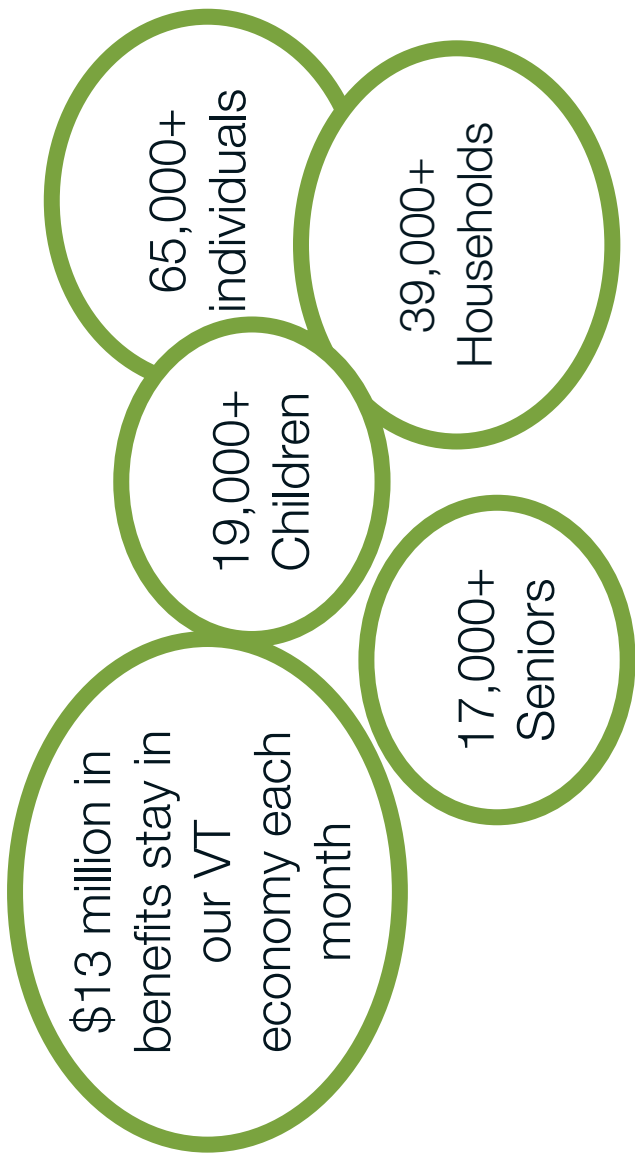 $13 million in
benefits stay in
our VT
economy each
month
19,000+
Children
65,000+
individuals
17,000+
Seniors
39,000+
Households